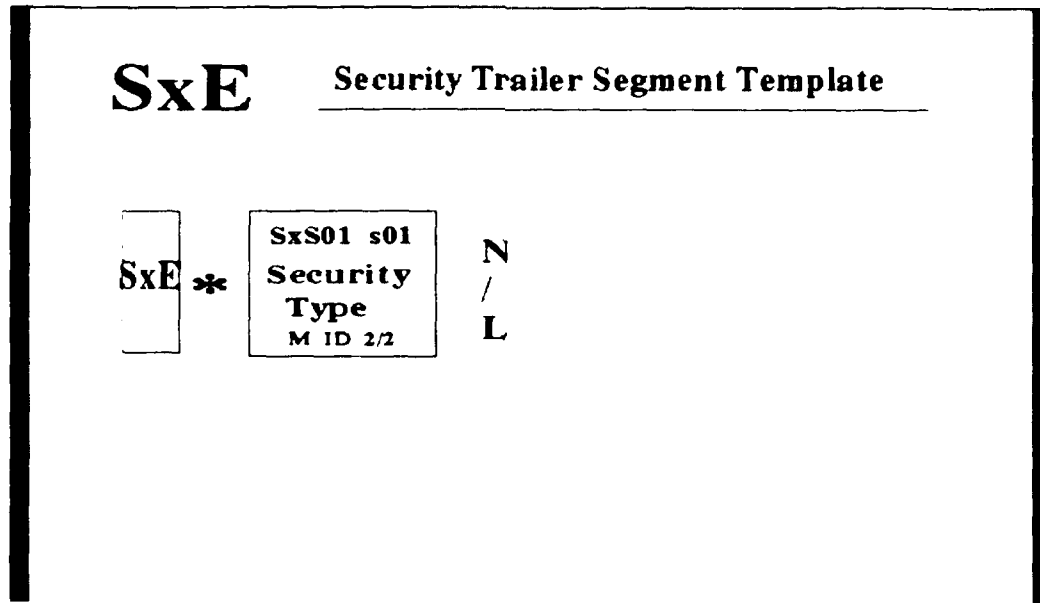 SxE Security Trailer Segment Template
SxE * SxS01 s01
Security
Type
M ID 2/2
N
/
L